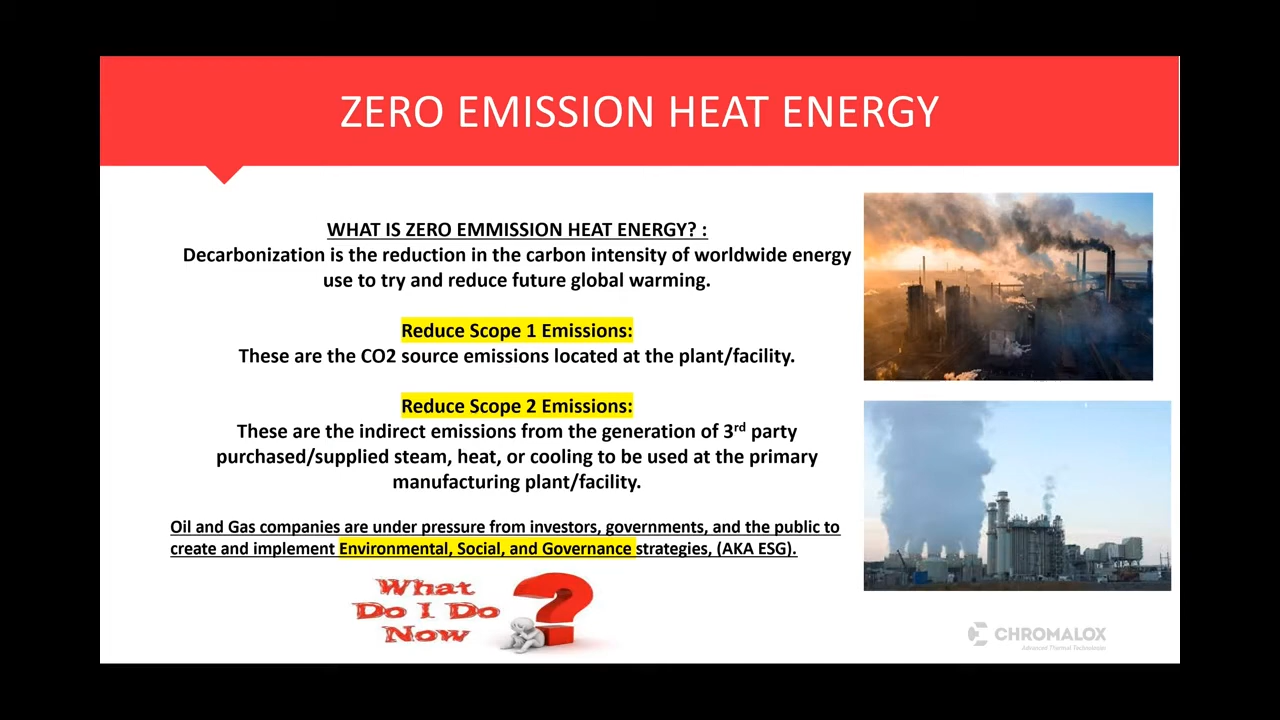 ZERO EMISSION HEAT ENERGY
WHAT IS ZERO EMMISSION HEAT ENERGY? :
Decarbonization is the reduction in the carbon intensity of worldwide energy
use to try and reduce future global warming.
Reduce Scope 1 Emissions:
These are the CO2 source emissions located at the plant/facility.
Reduce Scope 2 Emissions:
These are the indirect emissions from the generation of 3rd party
purchased/supplied steam, heat, or cooling to be used at the primary
manufacturing plant/facility.
Oil and Gas companies are under pressure from investors, governments, and the public to
create and implement Environmental, Social, and Governance strategies, (AKA ESG).
What
Do I Do
Now
CHROMALOX
Advanced Thermal Technologies